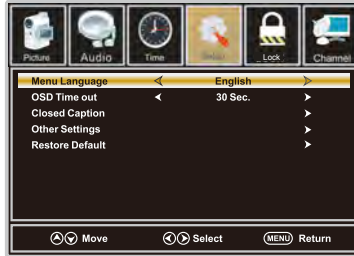 Picture Audio Time Setup Lock Channel
Menu Language English
OSD Time out 30 Sec.
Closed Caption
Other Settings
Restore Default
Move Select MENU Return